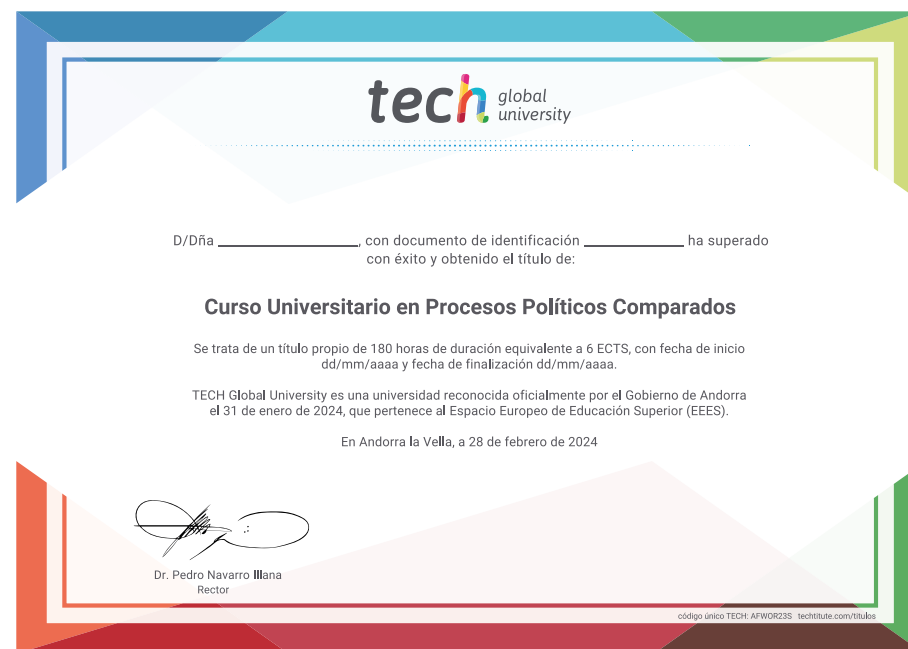 tech global university
D/Dña ____________________, con documento de identificación ______________ ha superado
con éxito y obtenido el título de:
Curso Universitario en Procesos Políticos Comparados
Se trata de un título propio de 180 horas de duración equivalente a 6 ECTS, con fecha de inicio
dd/mm/aaaa y fecha de finalización dd/mm/aaaa.
TECH Global University es una universidad reconocida oficialmente por el Gobierno de Andorra
el 31 de enero de 2024, que pertenece al Espacio Europeo de Educación Superior (EEES).
En Andorra la Vella, a 28 de febrero de 2024
Dr. Pedro Navarro Illana
Rector
código único TECH: AFWOR23S techtitute.com/titulos